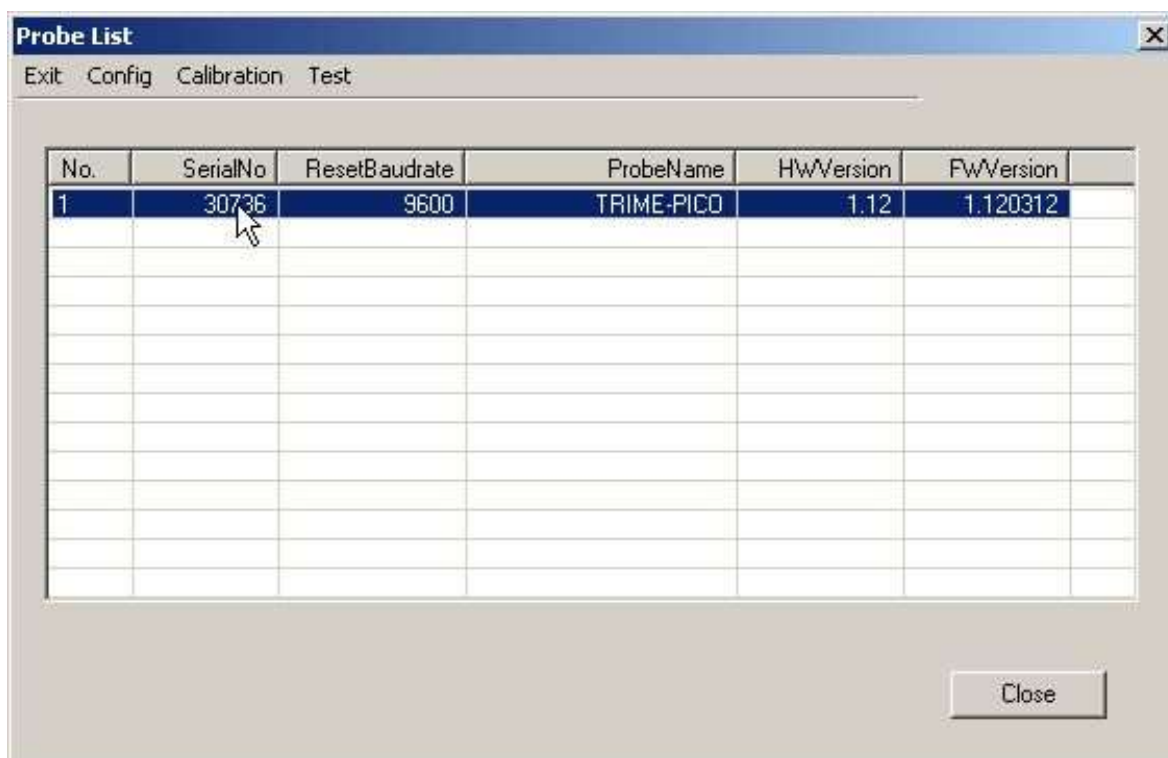 Probe List
Exit Config Calibration Test
No. SerialNo ResetBaudrate ProbeName HWVersion FWVersion
1 30736 9600 TRIME-PICO 1.12 1.120312
Close